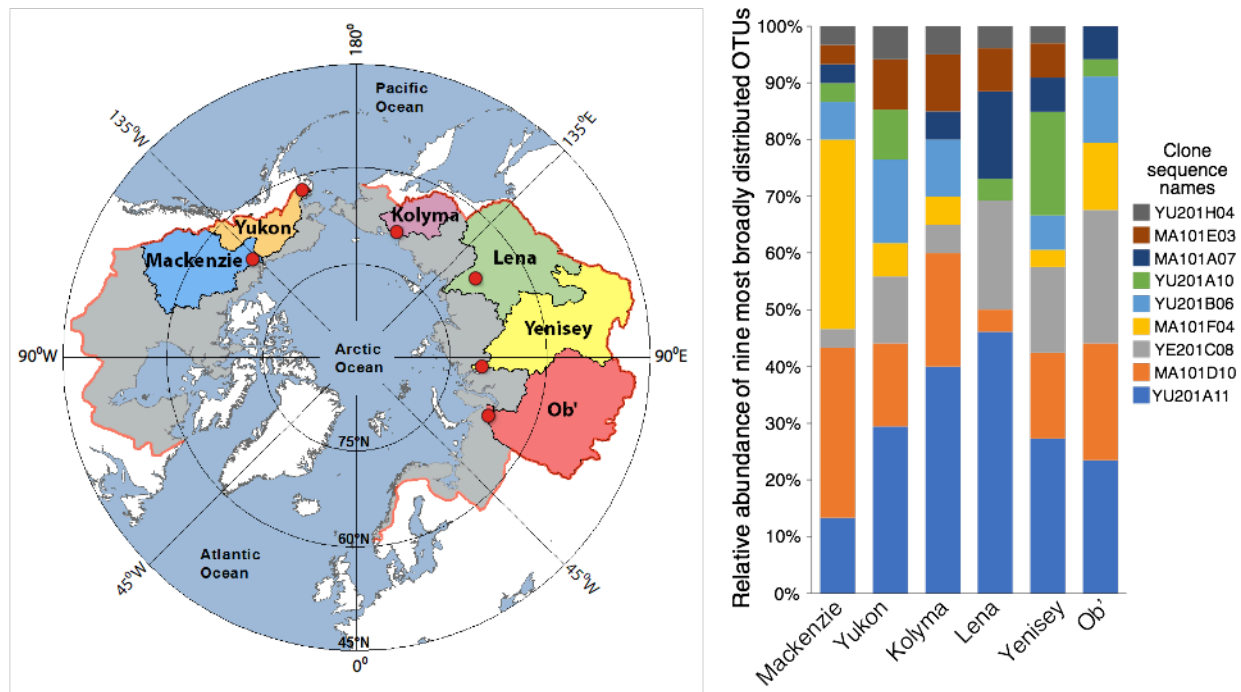 180°
Pacific
Ocean
135°W
135°E
Kolyma
Yukon
Mackenzie
Lena
Yenisey
90°W
Arctic
Ocean
90°E
Ob'
75°N
60°N
Atlantic
Ocean
45°W
45°W
45°N
0°
Relative abundance of nine most broadly distributed OTUs
100%
90%
80%
70%
60%
50%
40%
30%
20%
10%
0%
Mackenzie
Yukon
Kolyma
Lena
Yenisey
Ob’
Clone
sequence
names
YU201H04
MA101E03
MA101A07
YU201A10
YU201B06
MA101F04
YE201C08
MA101D10
YU201A11